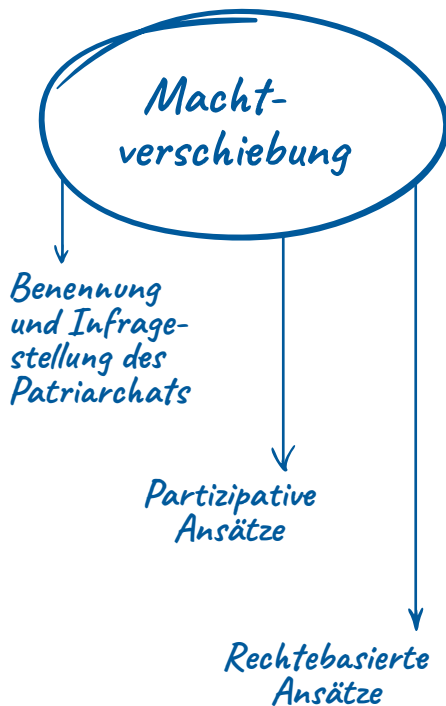 Macht-
verschiebung
Benennung
und Infrage-
stellung des
Patriarchats
Partizipative
Ansätze
Rechtebasierte
Ansätze